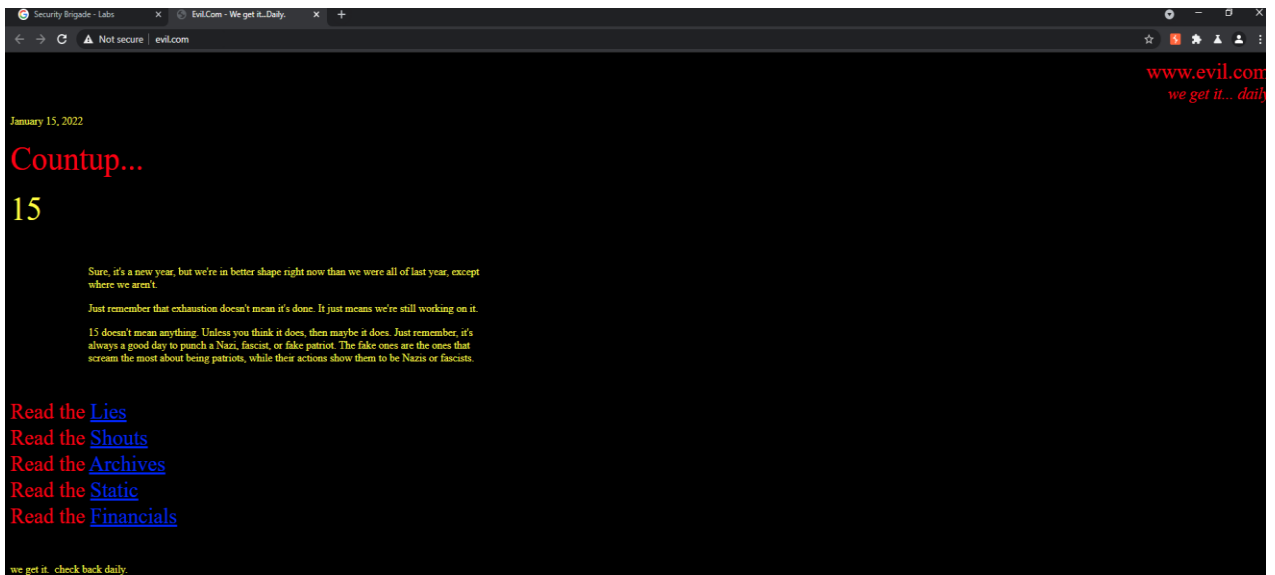 Security Brigade - Labs
Evil.Com - We get it...Daily.
Not secure | evil.com
www.evil.com
we get it... daily
January 15, 2022
Countup...
15
Sure, it's a new year, but we're in better shape right now than we were all of last year, except
where we aren't.
Just remember that exhaustion doesn't mean it's done. It just means we're still working on it.
15 doesn't mean anything. Unless you think it does, then maybe it does. Just remember, it's
always a good day to punch a Nazi, fascist, or fake patriot. The fake ones are the ones that
scream the most about being patriots, while their actions show them to be Nazis or fascists.
Read the Lies
Read the Shouts
Read the Archives
Read the Static
Read the Financials
we get it. check back daily.